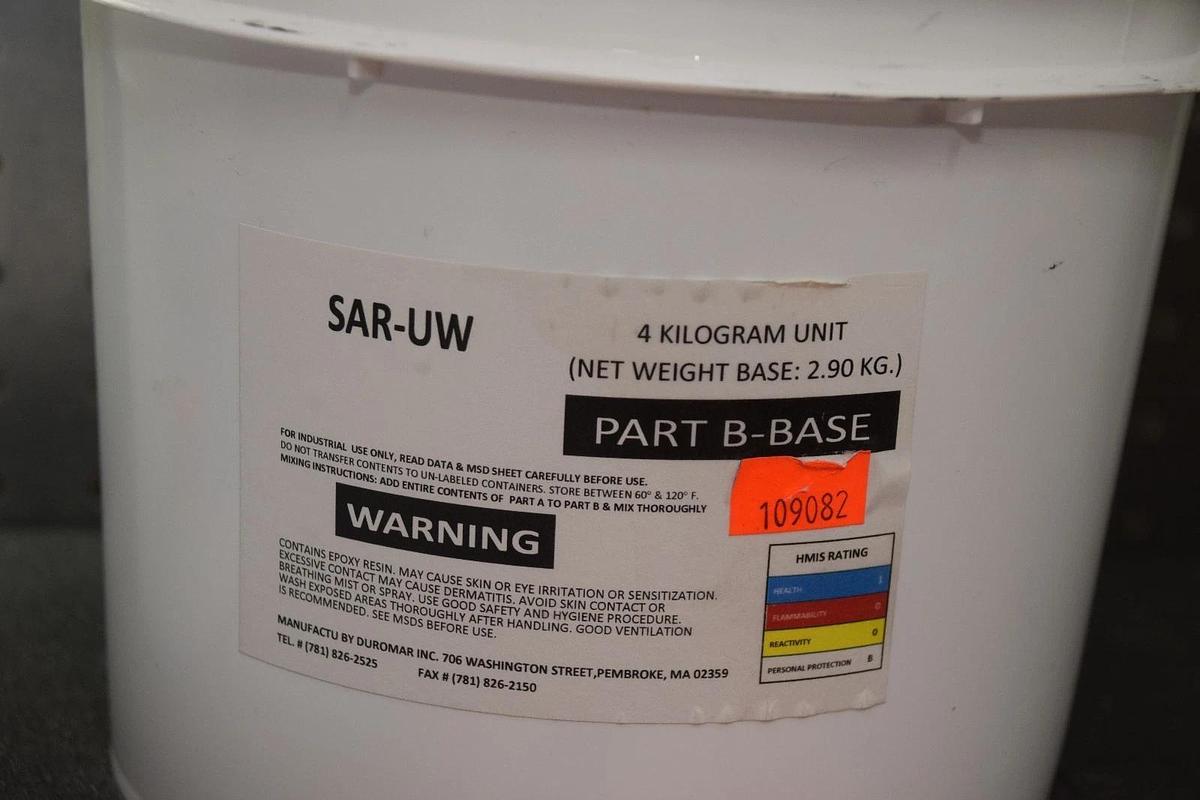 SAR-UW
4 KILOGRAM UNIT
(NET WEIGHT BASE: 2.90 KG.)
PART B-BASE
FOR INDUSTRIAL USE ONLY, READ DATA & MSD SHEET CAREFULLY BEFORE USE.
DO NOT TRANSFER CONTENTS TO UN-LABELED CONTAINERS. STORE BETWEEN 60° & 120° F.
MIXING INSTRUCTIONS: ADD ENTIRE CONTENTS OF PART A TO PART B & MIX THOROUGHLY
109082
WARNING
CONTAINS EPOXY RESIN. MAY CAUSE SKIN OR EYE IRRITATION OR SENSITIZATION.
EXCESSIVE CONTACT MAY CAUSE DERMATITIS. AVOID SKIN CONTACT OR
BREATHING MIST OR SPRAY. USE GOOD SAFETY AND HYGIENE PROCEDURE.
WASH EXPOSED AREAS THOROUGHLY AFTER HANDLING. GOOD VENTILATION
IS RECOMMENDED. SEE MSDS BEFORE USE.
MANUFACTU BY DUROMAR INC. 706 WASHINGTON STREET,PEMBROKE, MA 02359
TEL. # (781) 826-2525
FAX # (781) 826-2150
HMIS RATING
HEALTH 1
FLAMMABILITY 0
REACTIVITY 0
PERSONAL PROTECTION B